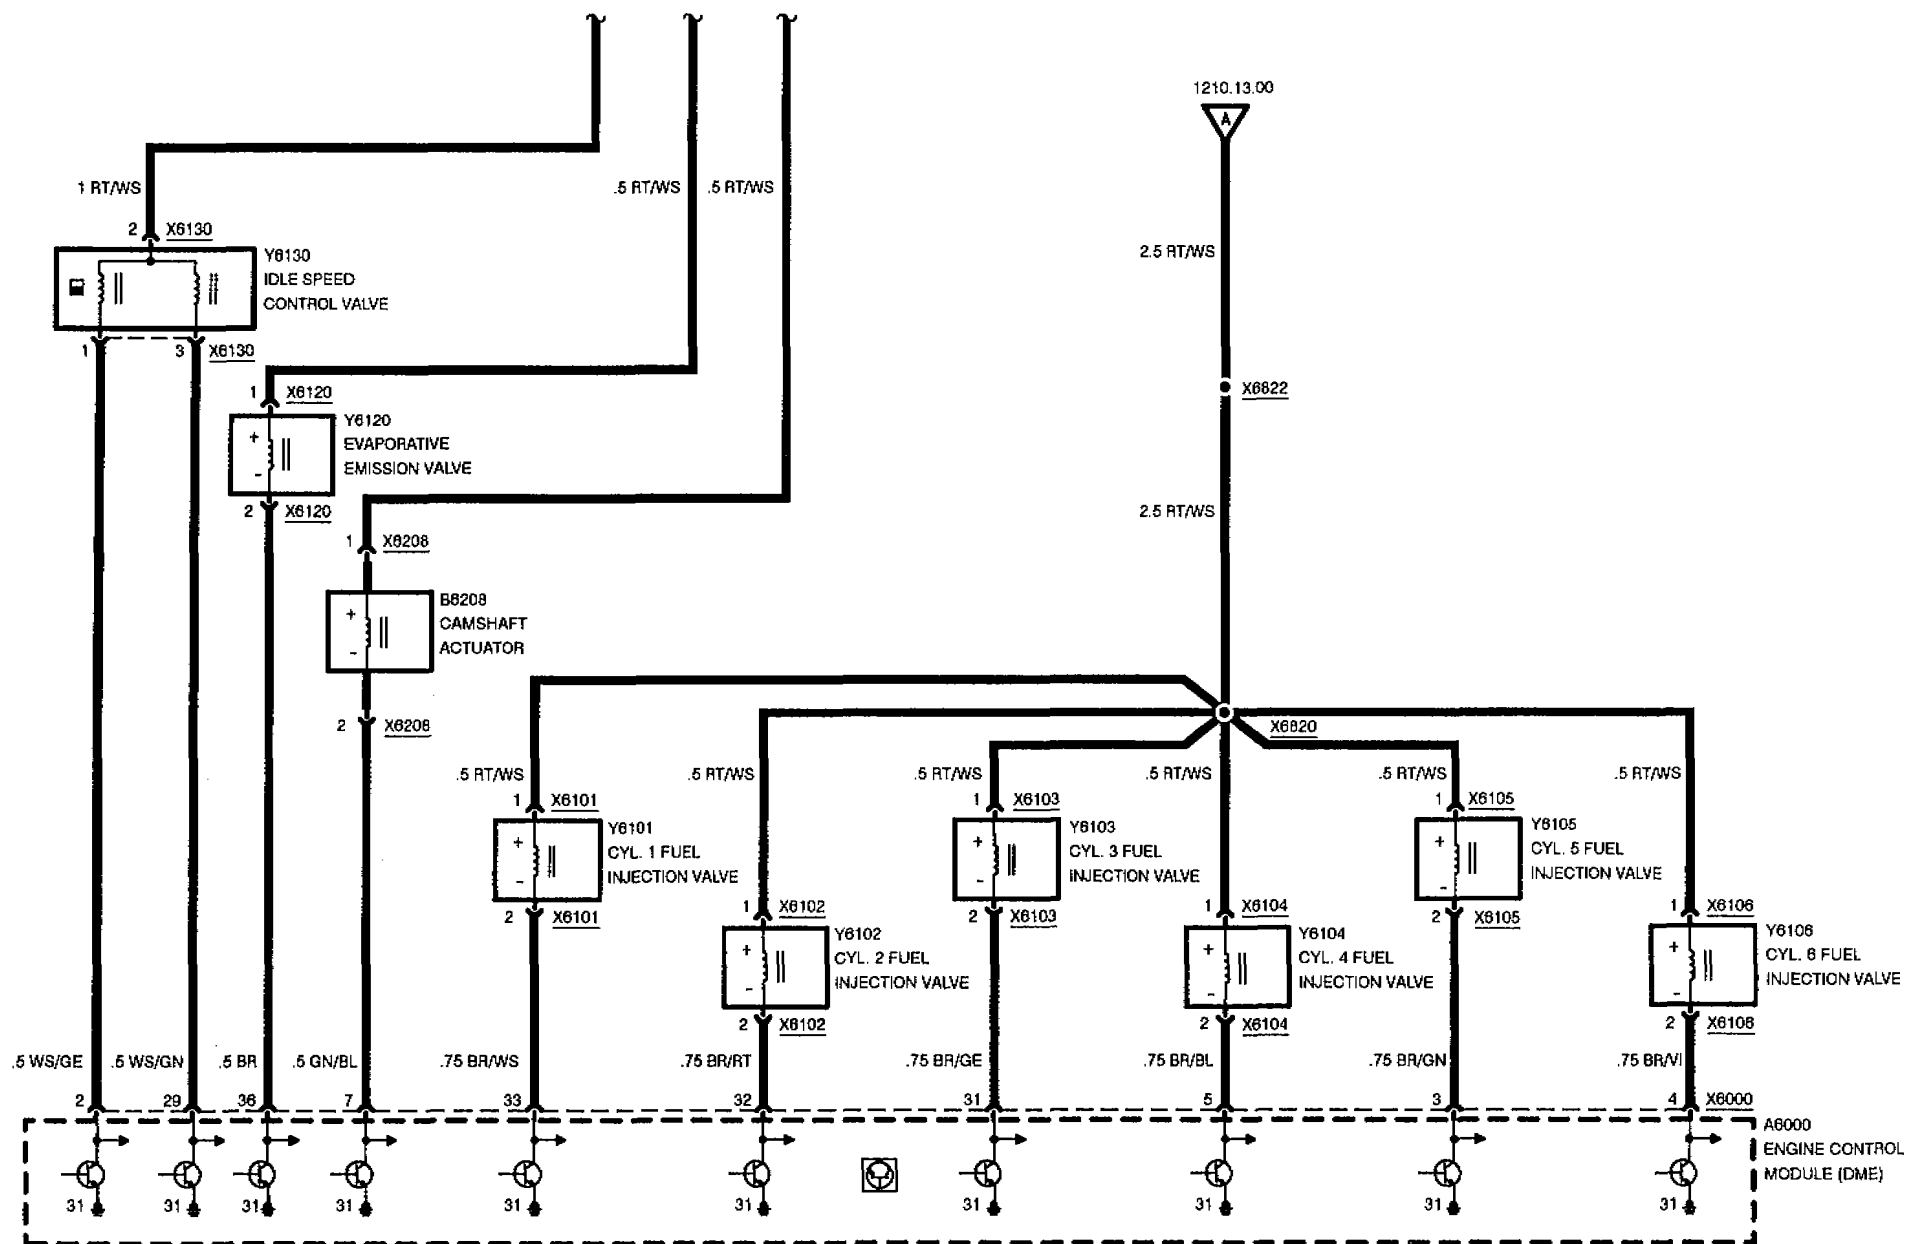 1210.13.00
A
1 RT/WS
.5 RT/WS
.5 RT/WS
2 X6130
Y6130
IDLE SPEED
CONTROL VALVE
2.5 RT/WS
1
3 X6130
1 X6120
X6822
Y6120
EVAPORATIVE
EMISSION VALVE
+
-
2 X6120
2.5 RT/WS
1 X6208
B6208
CAMSHAFT
ACTUATOR
+
-
2 X6208
X6820
.5 RT/WS
.5 RT/WS
.5 RT/WS
.5 RT/WS
.5 RT/WS
.5 RT/WS
1 X6101
1 X6103
1 X6105
Y6101
CYL. 1 FUEL
INJECTION VALVE
+
-
Y6103
CYL. 3 FUEL
INJECTION VALVE
+
-
Y6105
CYL. 5 FUEL
INJECTION VALVE
+
-
2 X6101
1 X6102
2 X6103
1 X6104
2 X6105
1 X6106
Y6102
CYL. 2 FUEL
INJECTION VALVE
+
-
Y6104
CYL. 4 FUEL
INJECTION VALVE
+
-
Y6106
CYL. 6 FUEL
INJECTION VALVE
+
-
2 X6102
2 X6104
2 X6106
.5 WS/GE
.5 WS/GN
.5 BR
.5 GN/BL
.75 BR/WS
.75 BR/RT
.75 BR/GE
.75 BR/BL
.75 BR/GN
.75 BR/VI
2
29
36
7
33
32
31
5
3
4 X6000
A6000
ENGINE CONTROL
MODULE (DME)
31
31
31
31
31
31
31
31
31
31